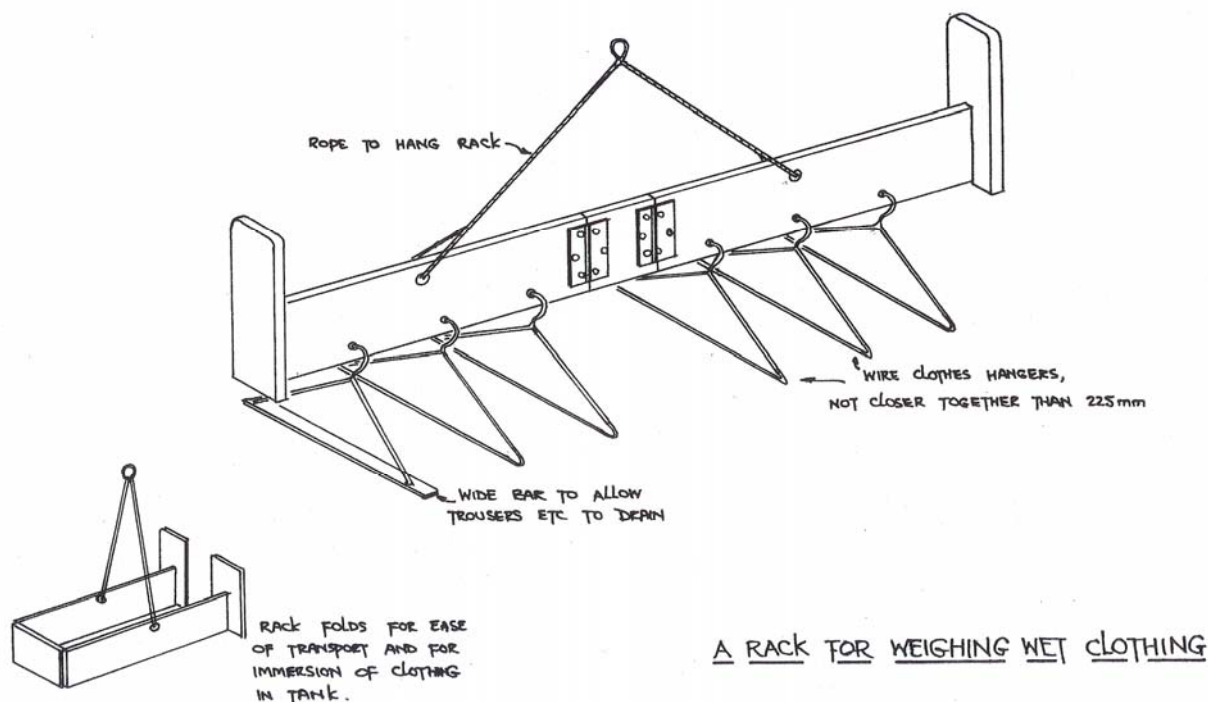 ROPE TO HANG RACK
WIRE CLOTHES HANGERS,
NOT CLOSER TOGETHER THAN 225mm
WIDE BAR TO ALLOW
TROUSERS ETC TO DRAIN
RACK FOLDS FOR EASE
OF TRANSPORT AND FOR
IMMERSION OF CLOTHING
IN TANK.
A RACK FOR WEIGHING WET CLOTHING